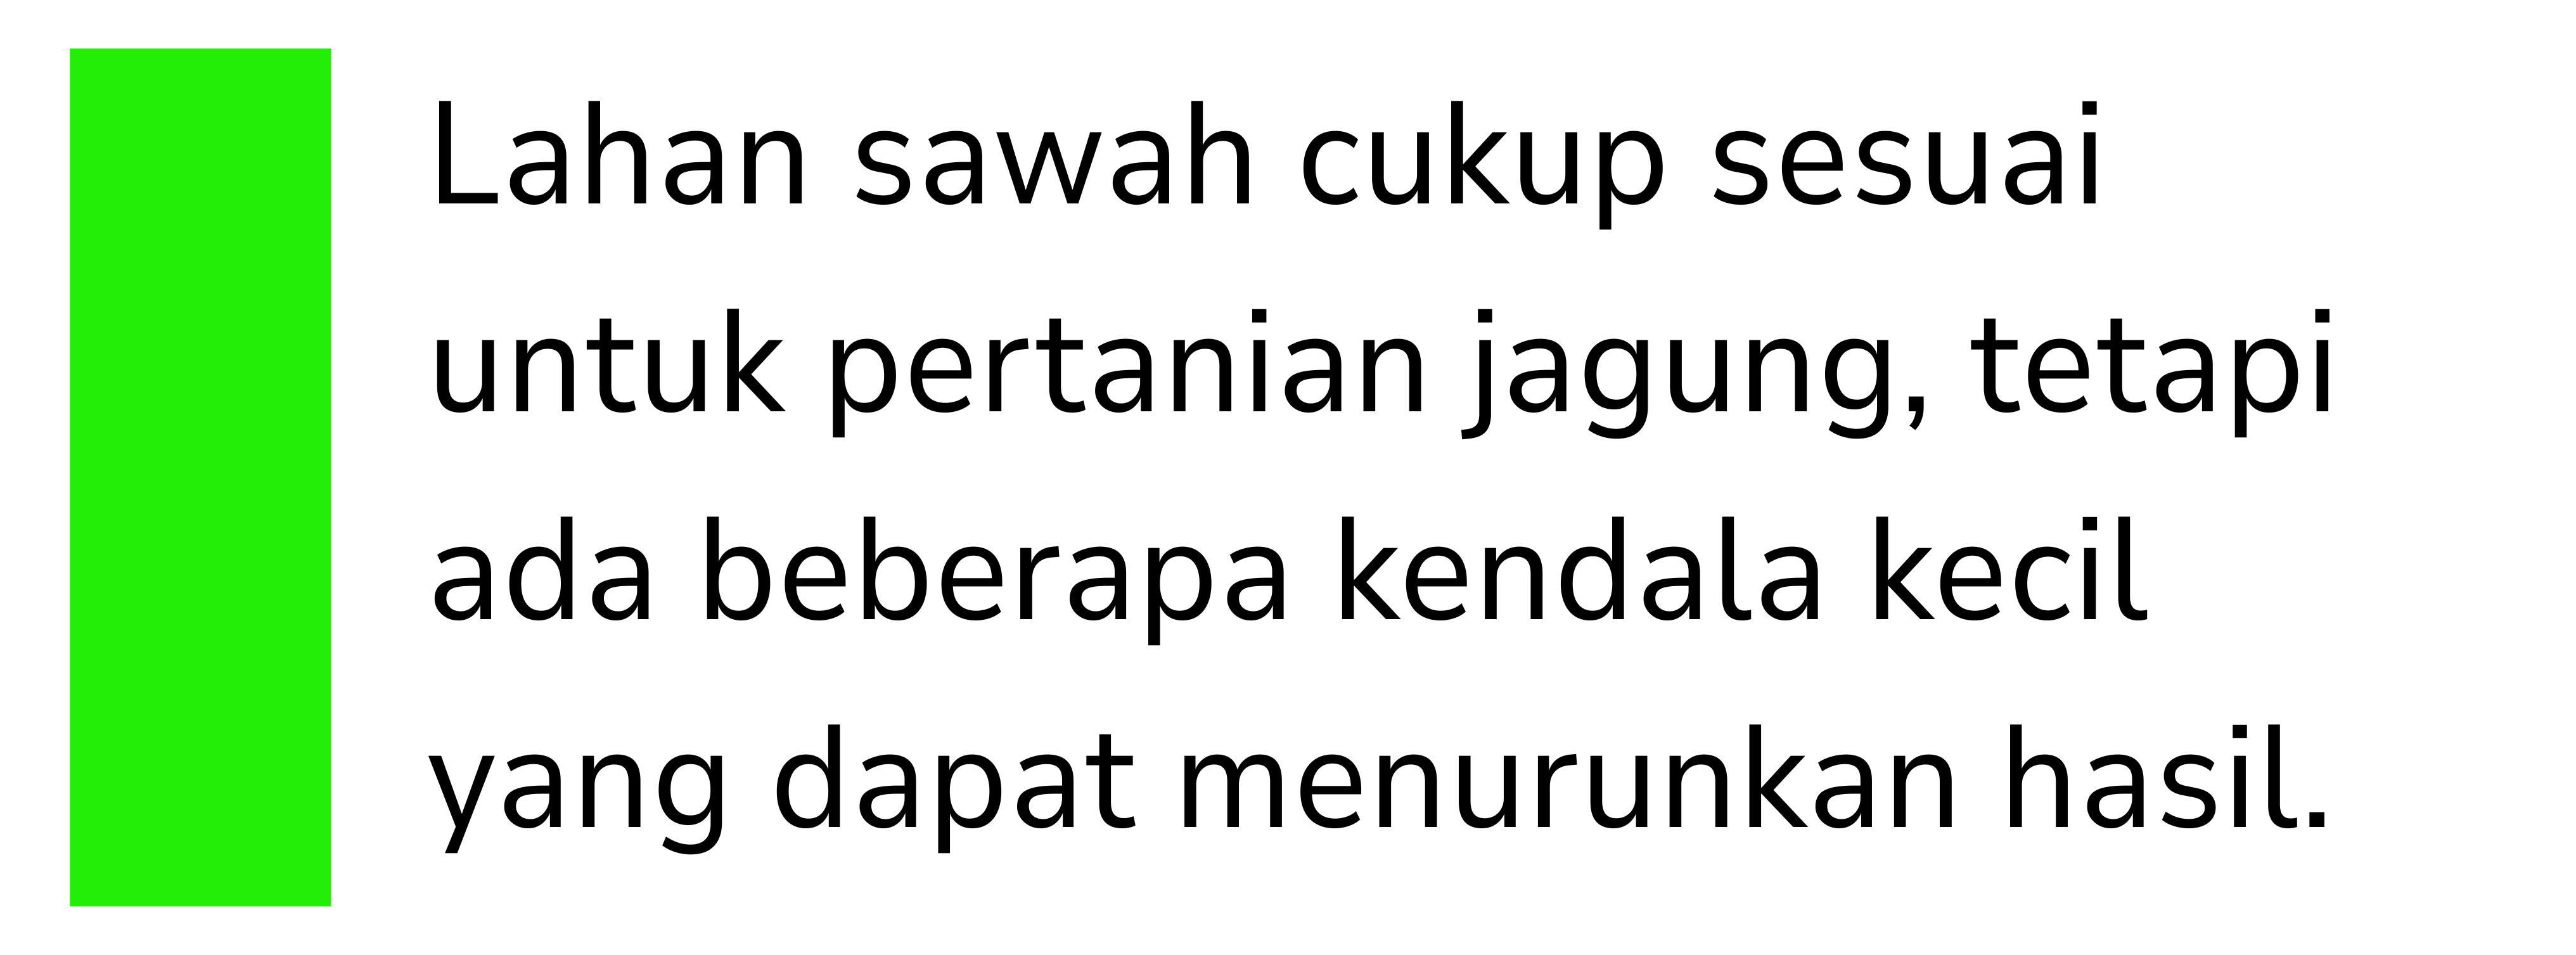 Lahan sawah cukup sesuai
untuk pertanian jagung, tetapi
ada beberapa kendala kecil
yang dapat menurunkan hasil.